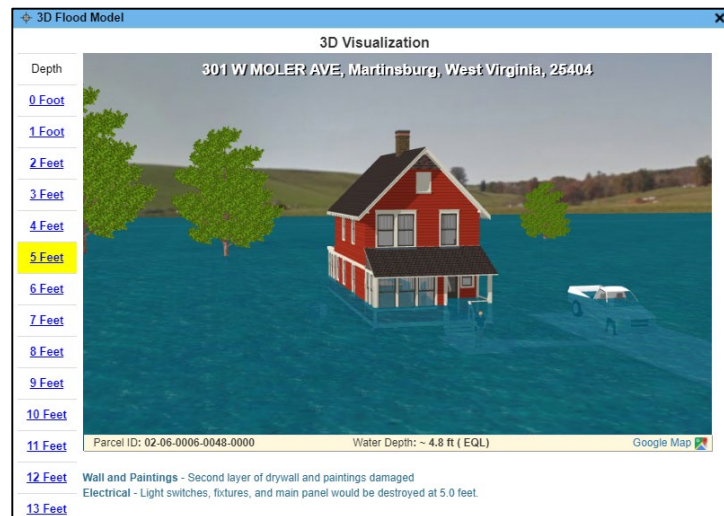 3D Flood Model
3D Visualization
Depth
0 Foot
1 Foot
2 Feet
3 Feet
4 Feet
5 Feet
6 Feet
7 Feet
8 Feet
9 Feet
10 Feet
11 Feet
12 Feet
13 Feet
301 W MOLER AVE, Martinsburg, West Virginia, 25404
Parcel ID: 02-06-0006-0048-0000 Water Depth: ~ 4.8 ft ( EQL) Google Map
Wall and Paintings - Second layer of drywall and paintings damaged
Electrical - Light switches, fixtures, and main panel would be destroyed at 5.0 feet.